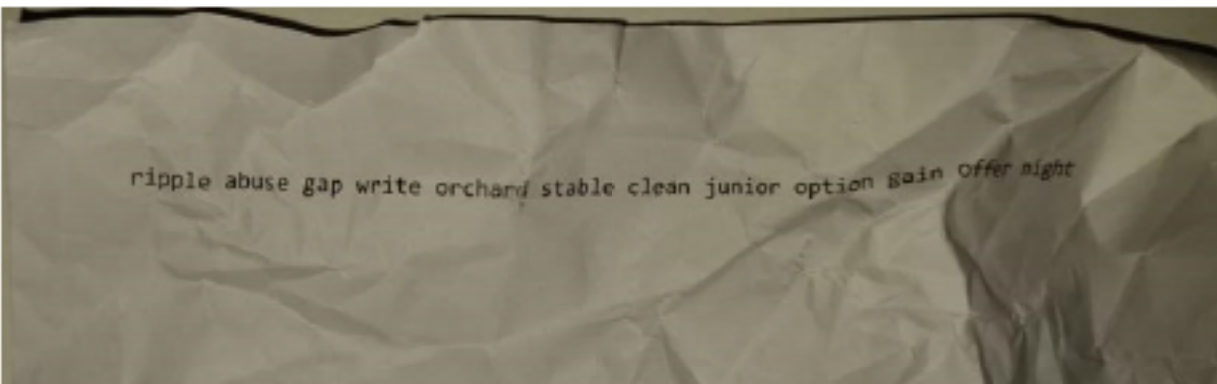 ripple abuse gap write orchard stable clean junior option gain offer night